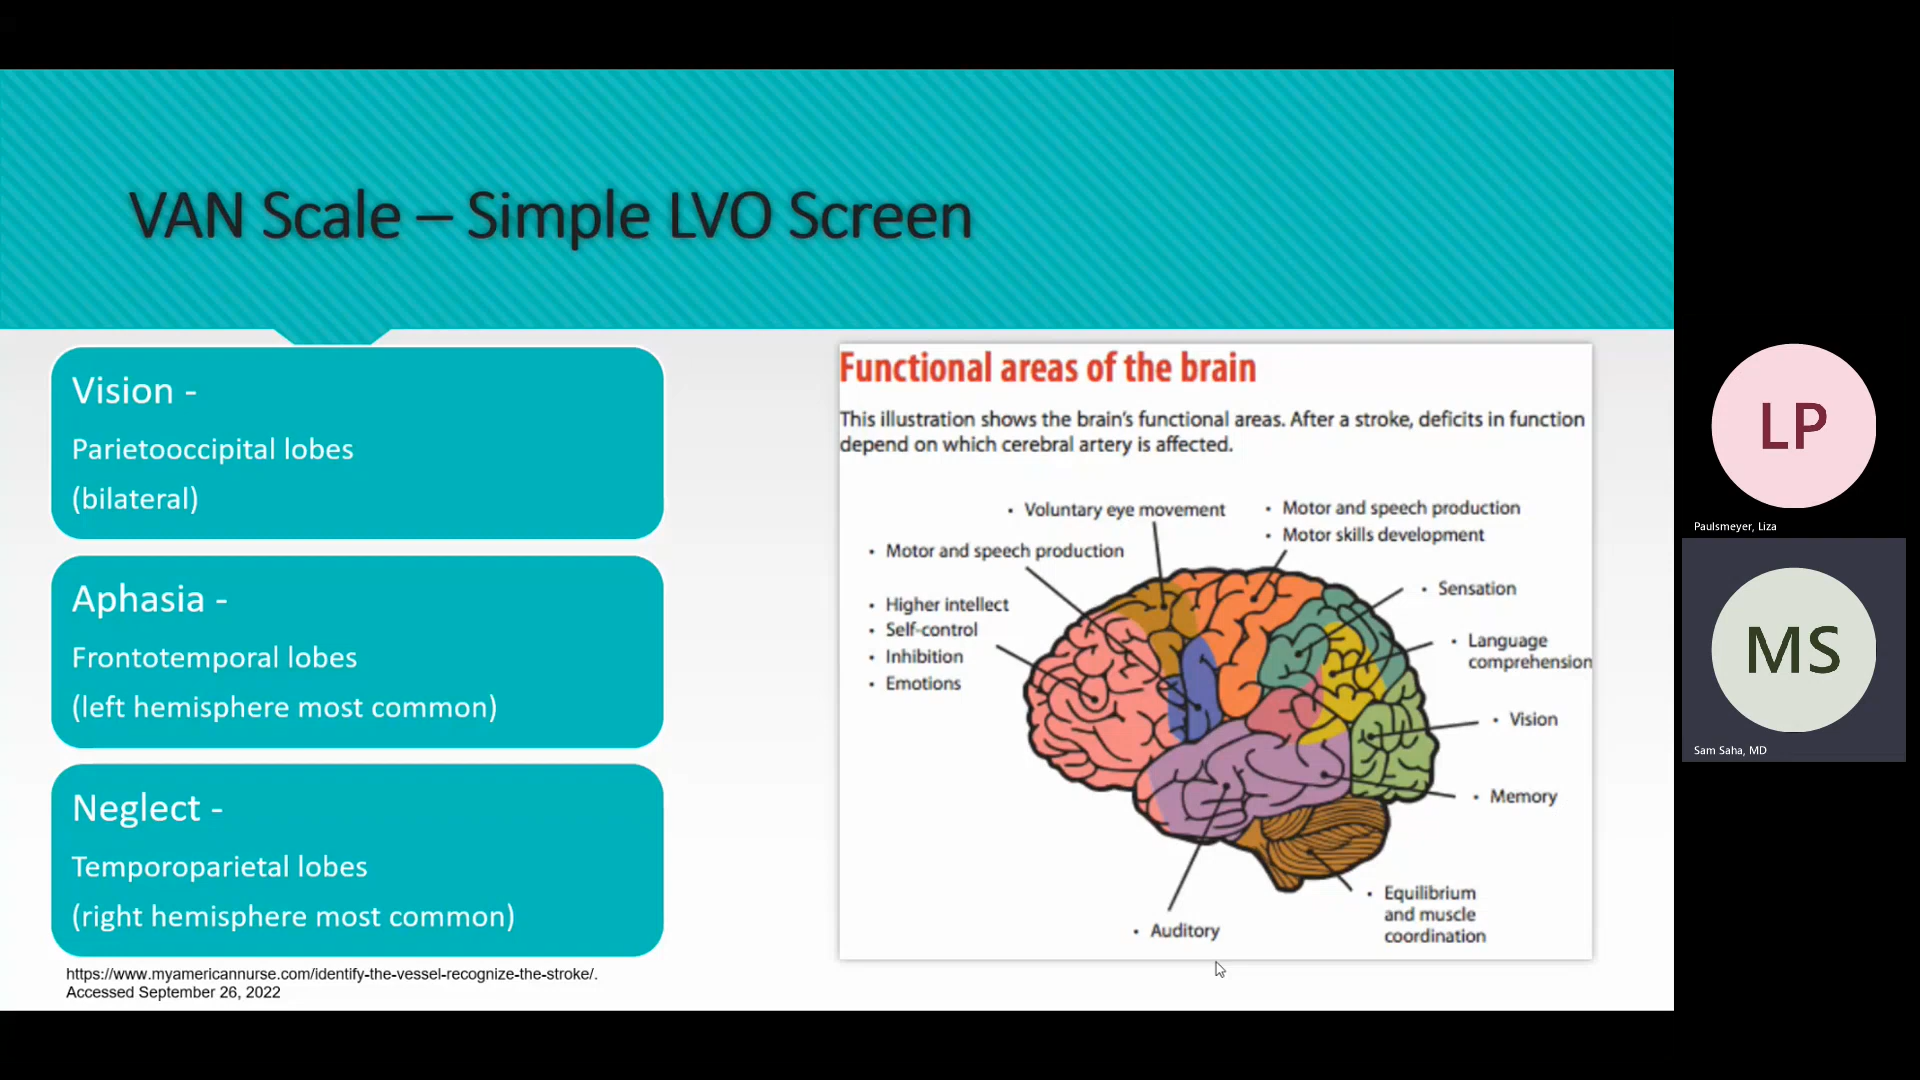 VAN Scale – Simple LVO Screen
Vision -
Parietooccipital lobes
(bilateral)
Aphasia -
Frontotemporal lobes
(left hemisphere most common)
Neglect -
Temporoparietal lobes
(right hemisphere most common)
https://www.myamericannurse.com/identify-the-vessel-recognize-the-stroke/.
Accessed September 26, 2022
Functional areas of the brain
This illustration shows the brain's functional areas. After a stroke, deficits in function
depend on which cerebral artery is affected.
• Voluntary eye movement
• Motor and speech production
• Motor skills development
• Motor and speech production
• Higher intellect
• Self-control
• Inhibition
• Emotions
• Sensation
• Language
comprehension
• Vision
• Memory
• Equilibrium
and muscle
coordination
• Auditory
LP
Paulsmeyer, Liza
MS
Sam Saha, MD